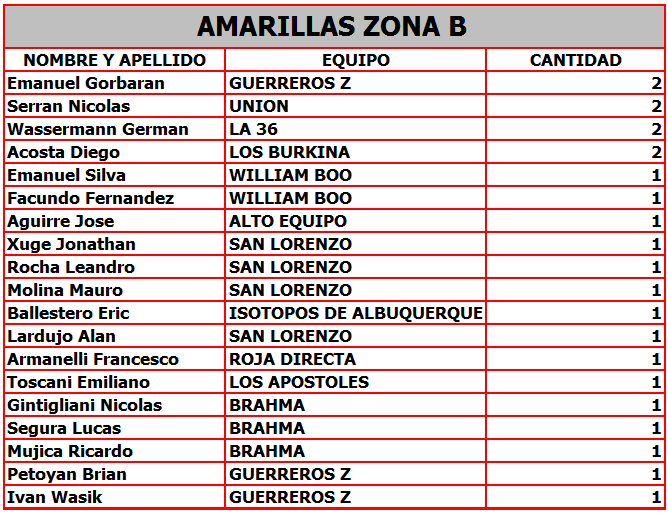 AMARILLAS ZONA B
NOMBRE Y APELLIDO EQUIPO CANTIDAD
Emanuel Gorbaran GUERREROS Z 2
Serran Nicolas UNION 2
Wassermann German LA 36 2
Acosta Diego LOS BURKINA 2
Emanuel Silva WILLIAM BOO 1
Facundo Fernandez WILLIAM BOO 1
Aguirre Jose ALTO EQUIPO 1
Xuge Jonathan SAN LORENZO 1
Rocha Leandro SAN LORENZO 1
Molina Mauro SAN LORENZO 1
Ballestero Eric ISOTOPOS DE ALBUQUERQUE 1
Lardujo Alan SAN LORENZO 1
Armanelli Francesco ROJA DIRECTA 1
Toscani Emiliano LOS APOSTOLES 1
Gintigliani Nicolas BRAHMA 1
Segura Lucas BRAHMA 1
Mujica Ricardo BRAHMA 1
Petoyan Brian GUERREROS Z 1
Ivan Wasik GUERREROS Z 1